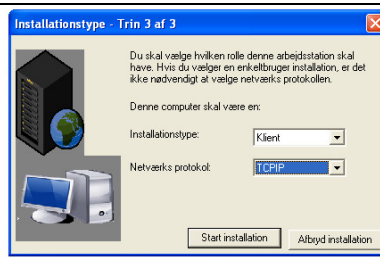 Installationstype - Trin 3 af 3
Du skal vælge hvilken rolle denne arbejdsstation skal
have. Hvis du vælger en enkeltbruger installation, er det
ikke nødvendigt at vælge netværks protokollen.
Denne computer skal være en:
Installationstype: Klient
Netværks protokol: TCPIP
Start installation Afbryd installation